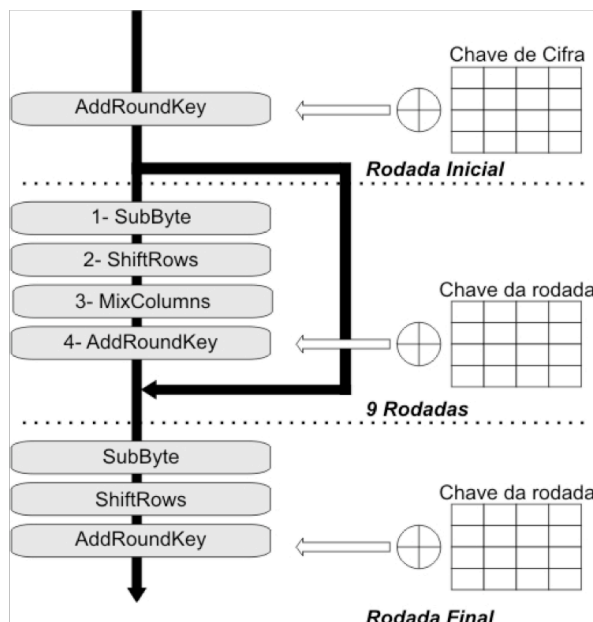 Chave de Cifra
AddRoundKey
Rodada Inicial
1- SubByte
2- ShiftRows
3- MixColumns
Chave da rodada
4- AddRoundKey
9 Rodadas
SubByte
ShiftRows
Chave da rodada
AddRoundKey
Rodada Final